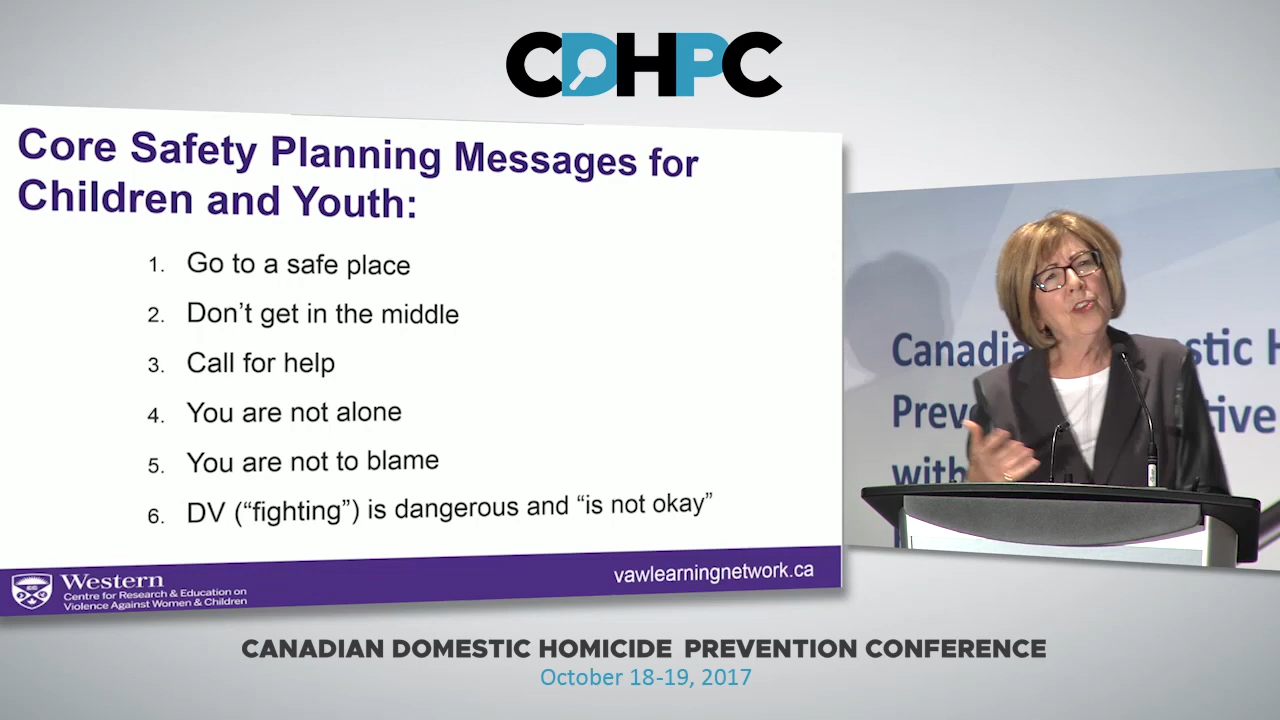 CDHPC
Core Safety Planning Messages for
Children and Youth:
1. Go to a safe place
2. Don't get in the middle
3. Call for help
4. You are not alone
5. You are not to blame
6. DV (“fighting”) is dangerous and “is not okay”
Western
Centre for Research & Education on
Violence Against Women & Children
vawlearningnetwork.ca
Canadia stic H
Prev tive
with
CANADIAN DOMESTIC HOMICIDE PREVENTION CONFERENCE
October 18-19, 2017